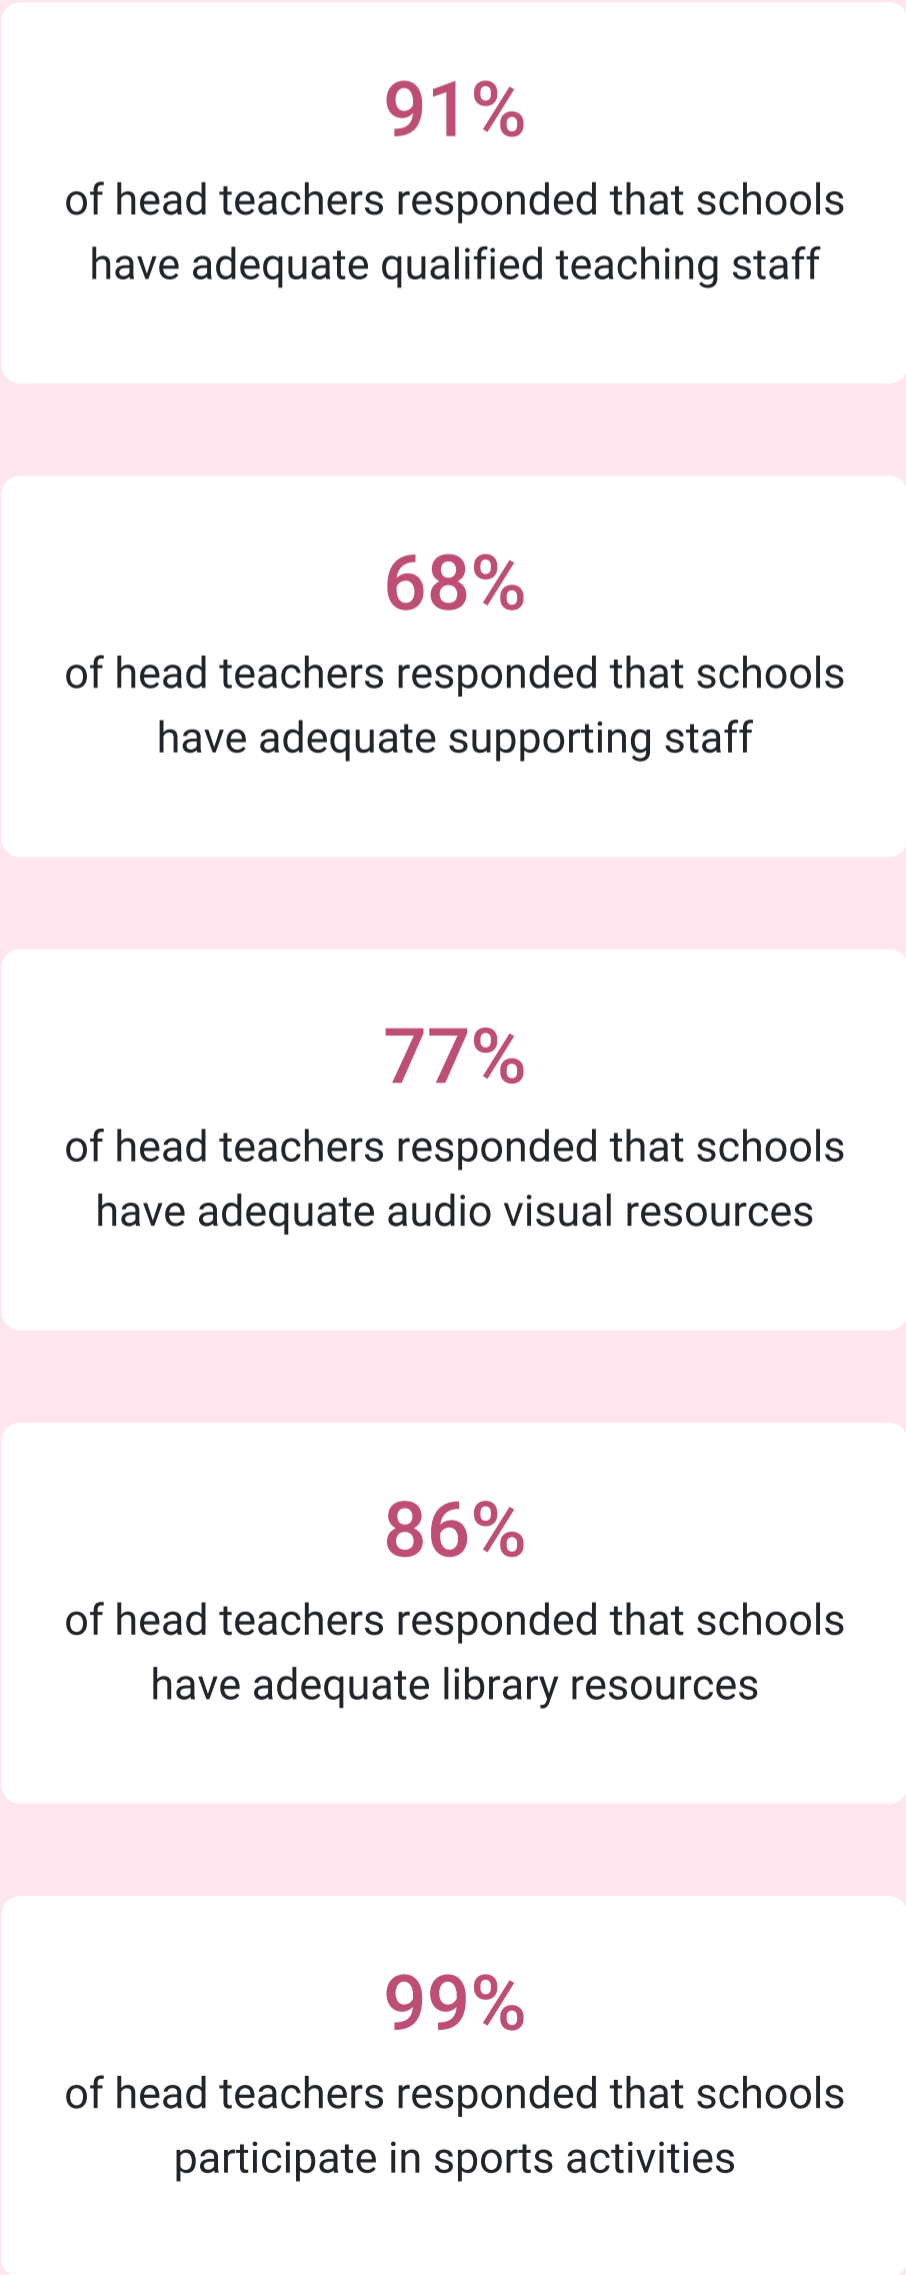 91%
of head teachers responded that schools
have adequate qualified teaching staff
68%
of head teachers responded that schools
have adequate supporting staff
77%
of head teachers responded that schools
have adequate audio visual resources
86%
of head teachers responded that schools
have adequate library resources
99%
of head teachers responded that schools
participate in sports activities